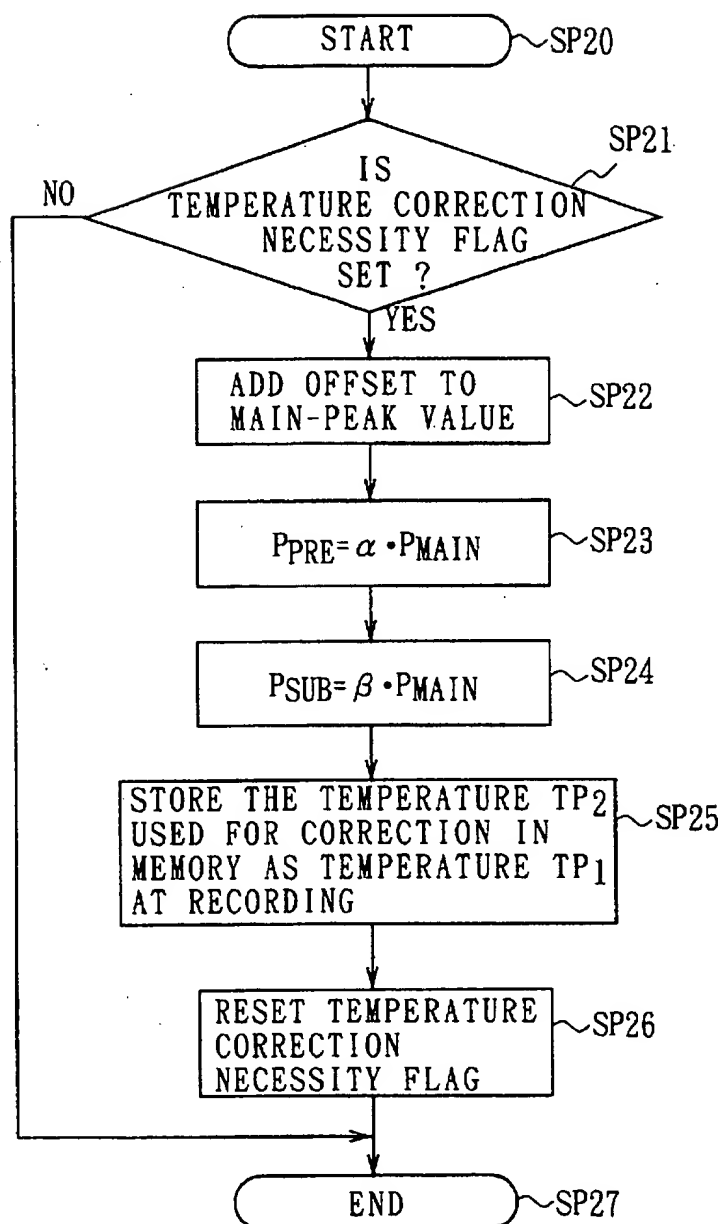 START
SP20
SP21
IS
TEMPERATURE CORRECTION
NECESSITY FLAG
SET ?
NO
YES
ADD OFFSET TO
MAIN-PEAK VALUE
SP22
PPRE=α・PMAIN
SP23
PSUB=β・PMAIN
SP24
STORE THE TEMPERATURE TP2
USED FOR CORRECTION IN
MEMORY AS TEMPERATURE TP1
AT RECORDING
SP25
RESET TEMPERATURE
CORRECTION
NECESSITY FLAG
SP26
END
SP27